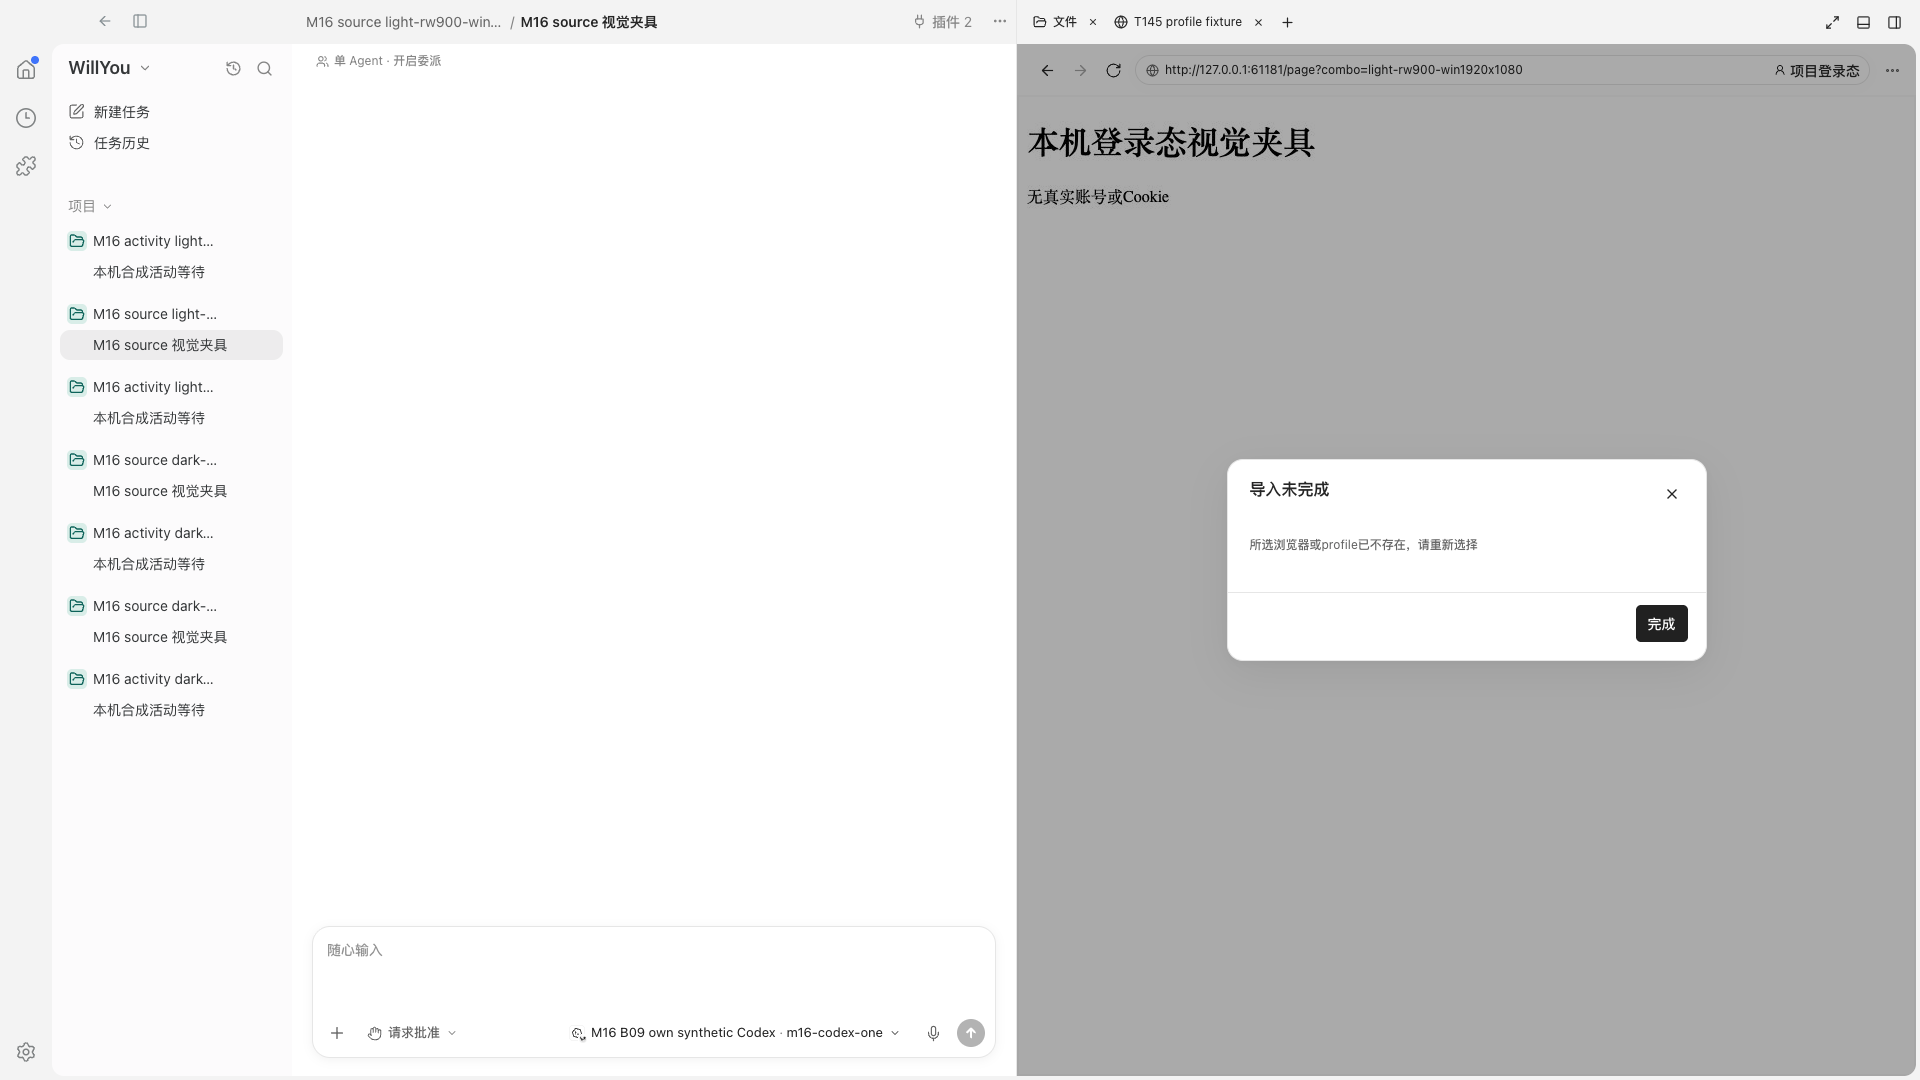 M16 source light-rw900-win... / M16 source 视觉夹具
插件 2
文件
T145 profile fixture
WillYou
新建任务
任务历史
项目
M16 activity light...
本机合成活动等待
M16 source light-...
M16 source 视觉夹具
M16 activity light...
本机合成活动等待
M16 source dark-...
M16 source 视觉夹具
M16 activity dark...
本机合成活动等待
M16 source dark-...
M16 source 视觉夹具
M16 activity dark...
本机合成活动等待
单 Agent · 开启委派
随心输入
请求批准
M16 B09 own synthetic Codex · m16-codex-one
http://127.0.0.1:61181/page?combo=light-rw900-win1920x1080
项目登录态
本机登录态视觉夹具
无真实账号或Cookie
导入未完成
所选浏览器或profile已不存在，请重新选择
完成